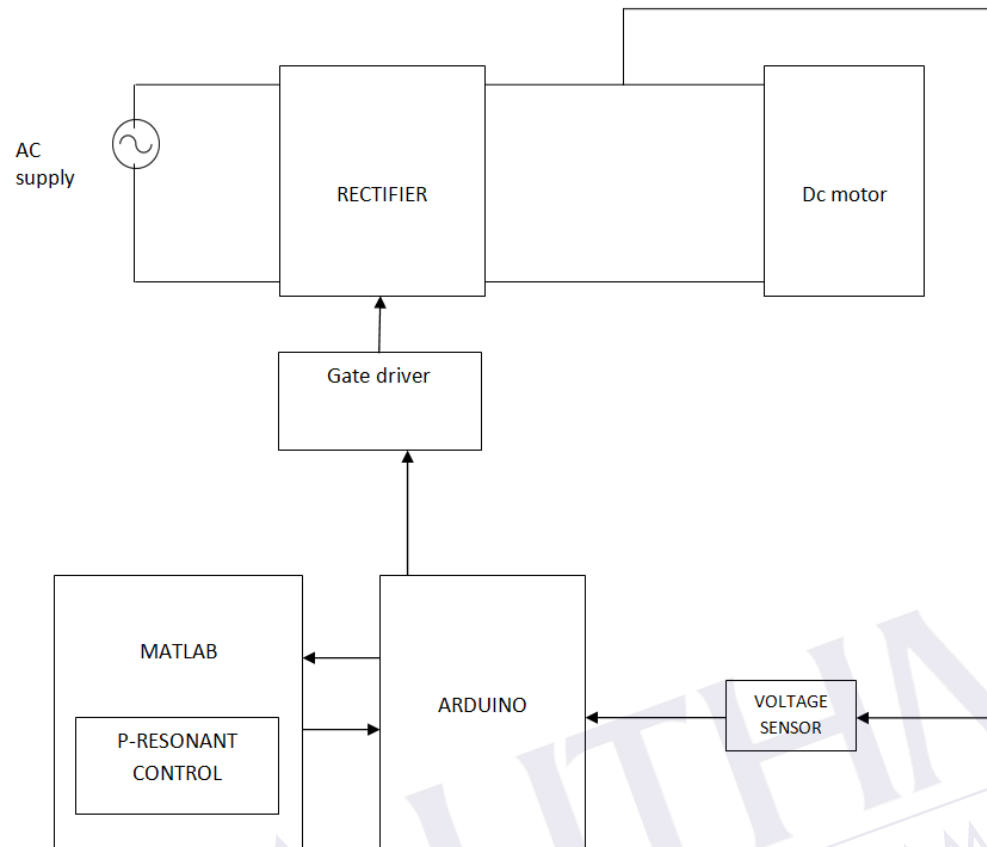 AC
supply
RECTIFIER
Dc motor
Gate driver
MATLAB
P-RESONANT
CONTROL
ARDUINO
VOLTAGE
SENSOR